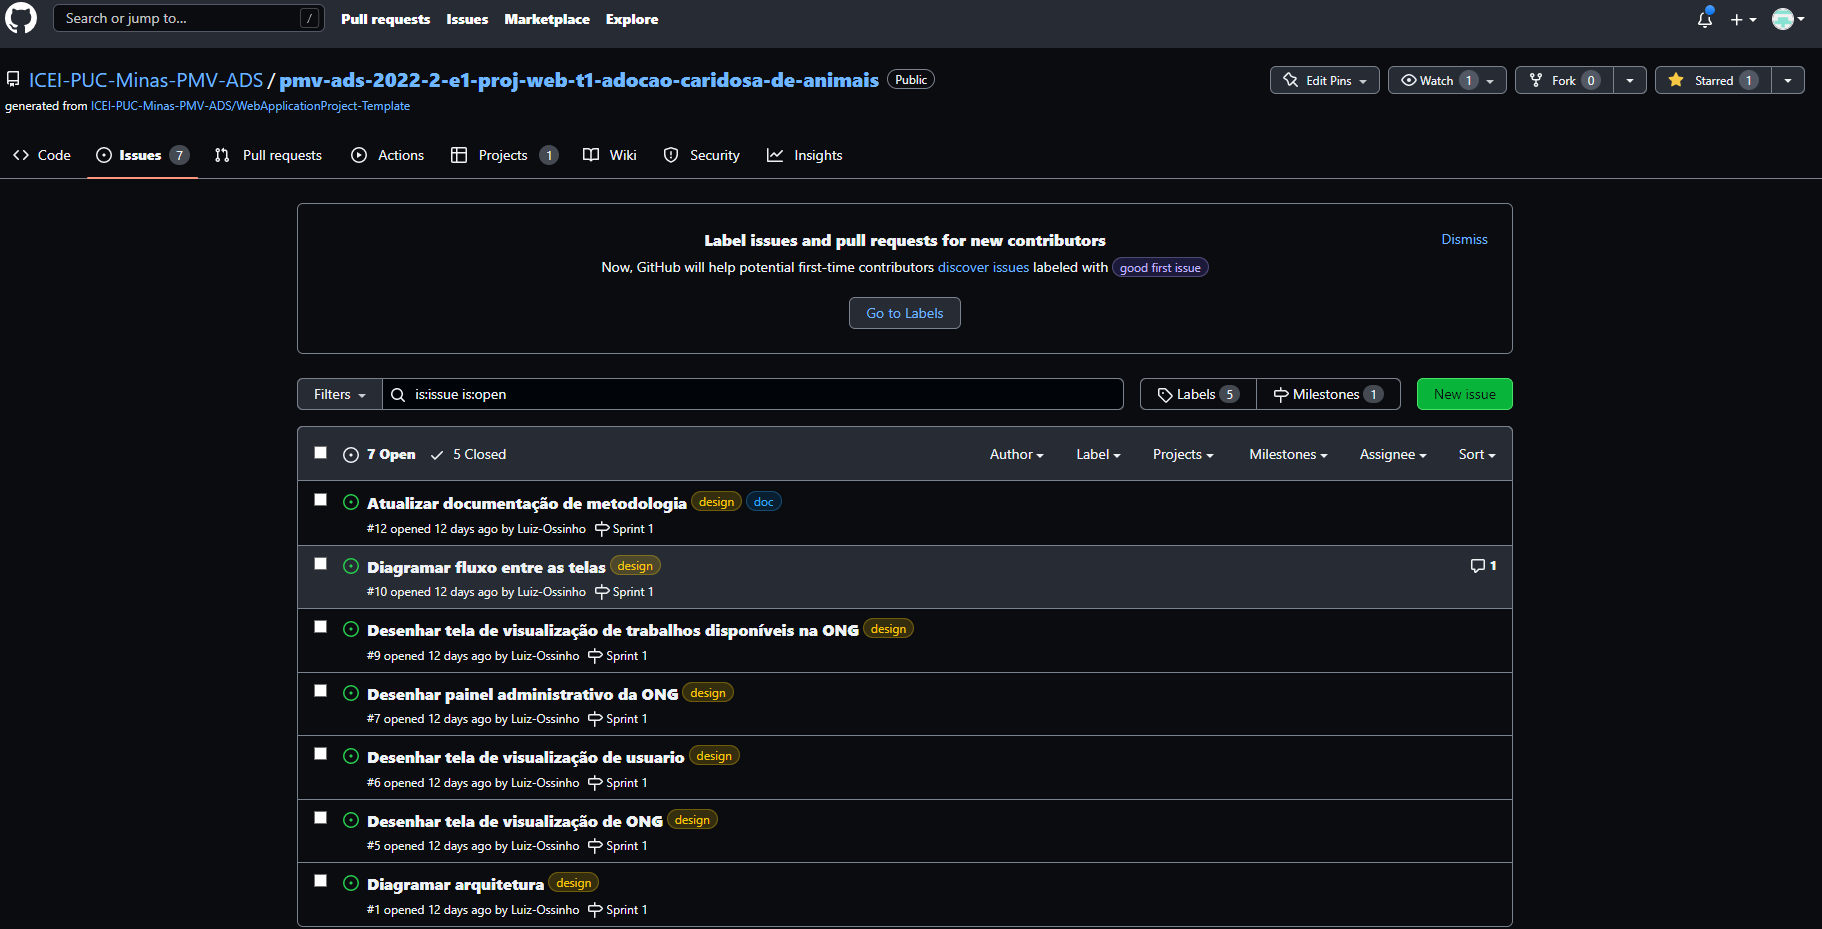 Search or jump to... /
Pull requests Issues Marketplace Explore
ICEI-PUC-Minas-PMV-ADS / pmv-ads-2022-2-e1-proj-web-t1-adocao-caridosa-de-animais Public
Edit Pins Watch 1 Fork 0 Starred 1
generated from ICEI-PUC-Minas-PMV-ADS/WebApplicationProject-Template
Code Issues 7 Pull requests Actions Projects 1 Wiki Security Insights
Label issues and pull requests for new contributors
Dismiss
Now, GitHub will help potential first-time contributors discover issues labeled with good first issue
Go to Labels
Filters is:issue is:open Labels 5 Milestones 1 New issue
7 Open 5 Closed Author Label Projects Milestones Assignee Sort
Atualizar documentação de metodologia design doc
#12 opened 12 days ago by Luiz-Ossinho Sprint 1
Diagramar fluxo entre as telas design 1
#10 opened 12 days ago by Luiz-Ossinho Sprint 1
Desenhar tela de visualização de trabalhos disponíveis na ONG design
#9 opened 12 days ago by Luiz-Ossinho Sprint 1
Desenhar painel administrativo da ONG design
#7 opened 12 days ago by Luiz-Ossinho Sprint 1
Desenhar tela de visualização de usuario design
#6 opened 12 days ago by Luiz-Ossinho Sprint 1
Desenhar tela de visualização de ONG design
#5 opened 12 days ago by Luiz-Ossinho Sprint 1
Diagramar arquitetura design
#1 opened 12 days ago by Luiz-Ossinho Sprint 1